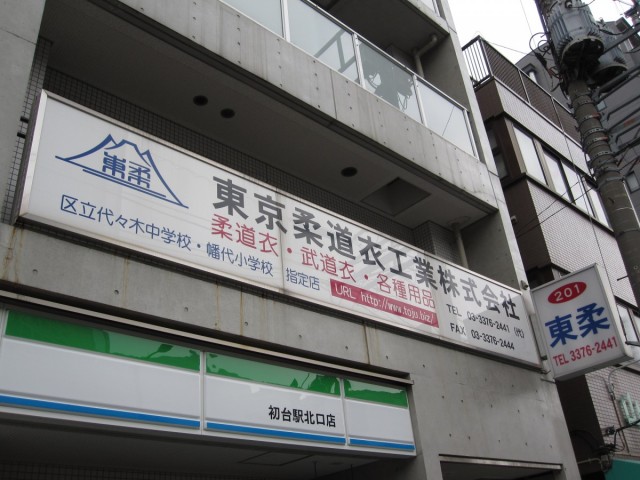 東柔
東京柔道衣工業株式会社
柔道衣・武道衣・各種用品
区立代々木中学校・幡代小学校 指定店
URL http://www.toju.biz/
TEL 03-3376-2441 (代)
FAX 03-3376-2444
201
東柔
TEL 3376-2441
初台駅北口店